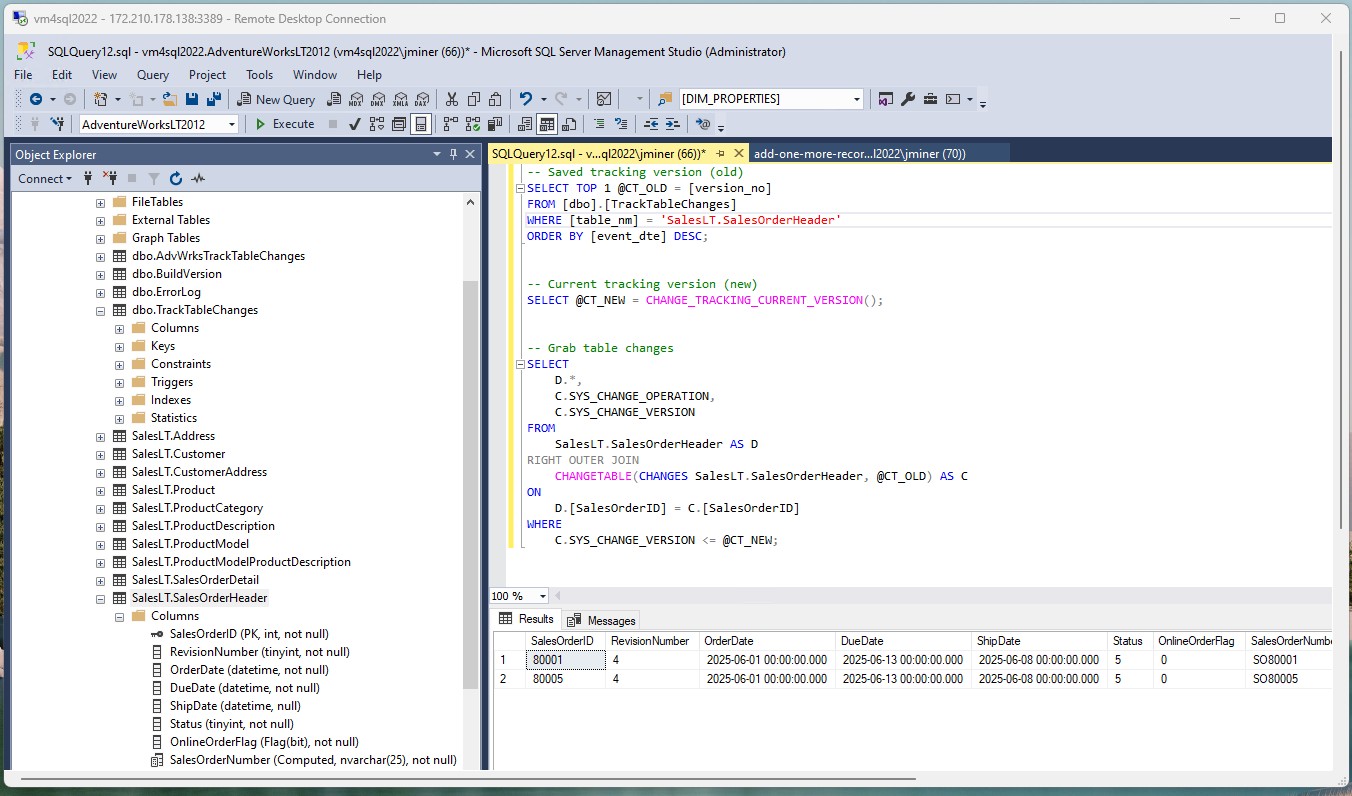 vm4sql2022 - 172.210.178.138:3389 - Remote Desktop Connection
SQLQuery12.sql - vm4sql2022.AdventureWorksLT2012 (vm4sql2022\jminer (66))* - Microsoft SQL Server Management Studio (Administrator)
File Edit View Query Project Tools Window Help
New Query MDX DMX XMLA DAX [DIM_PROPERTIES]
AdventureWorksLT2012 Execute
Object Explorer
Connect
FileTables
External Tables
Graph Tables
dbo.AdvWrksTrackTableChanges
dbo.BuildVersion
dbo.ErrorLog
dbo.TrackTableChanges
Columns
Keys
Constraints
Triggers
Indexes
Statistics
SalesLT.Address
SalesLT.Customer
SalesLT.CustomerAddress
SalesLT.Product
SalesLT.ProductCategory
SalesLT.ProductDescription
SalesLT.ProductModel
SalesLT.ProductModelProductDescription
SalesLT.SalesOrderDetail
SalesLT.SalesOrderHeader
Columns
SalesOrderID (PK, int, not null)
RevisionNumber (tinyint, not null)
OrderDate (datetime, not null)
DueDate (datetime, not null)
ShipDate (datetime, null)
Status (tinyint, not null)
OnlineOrderFlag (Flag(bit), not null)
SalesOrderNumber (Computed, nvarchar(25), not null)
SQLQuery12.sql - v...ql2022\jminer (66))* add-one-more-recor...l2022\jminer (70))
-- Saved tracking version (old)
SELECT TOP 1 @CT_OLD = [version_no]
FROM [dbo].[TrackTableChanges]
WHERE [table_nm] = 'SalesLT.SalesOrderHeader'
ORDER BY [event_dte] DESC;
-- Current tracking version (new)
SELECT @CT_NEW = CHANGE_TRACKING_CURRENT_VERSION();
-- Grab table changes
SELECT
D.*,
C.SYS_CHANGE_OPERATION,
C.SYS_CHANGE_VERSION
FROM
SalesLT.SalesOrderHeader AS D
RIGHT OUTER JOIN
CHANGETABLE(CHANGES SalesLT.SalesOrderHeader, @CT_OLD) AS C
ON
D.[SalesOrderID] = C.[SalesOrderID]
WHERE
C.SYS_CHANGE_VERSION <= @CT_NEW;
100 %
Results Messages
SalesOrderID RevisionNumber OrderDate DueDate ShipDate Status OnlineOrderFlag SalesOrderNumbe
1 80001 4 2025-06-01 00:00:00.000 2025-06-13 00:00:00.000 2025-06-08 00:00:00.000 5 0 SO80001
2 80005 4 2025-06-01 00:00:00.000 2025-06-13 00:00:00.000 2025-06-08 00:00:00.000 5 0 SO80005